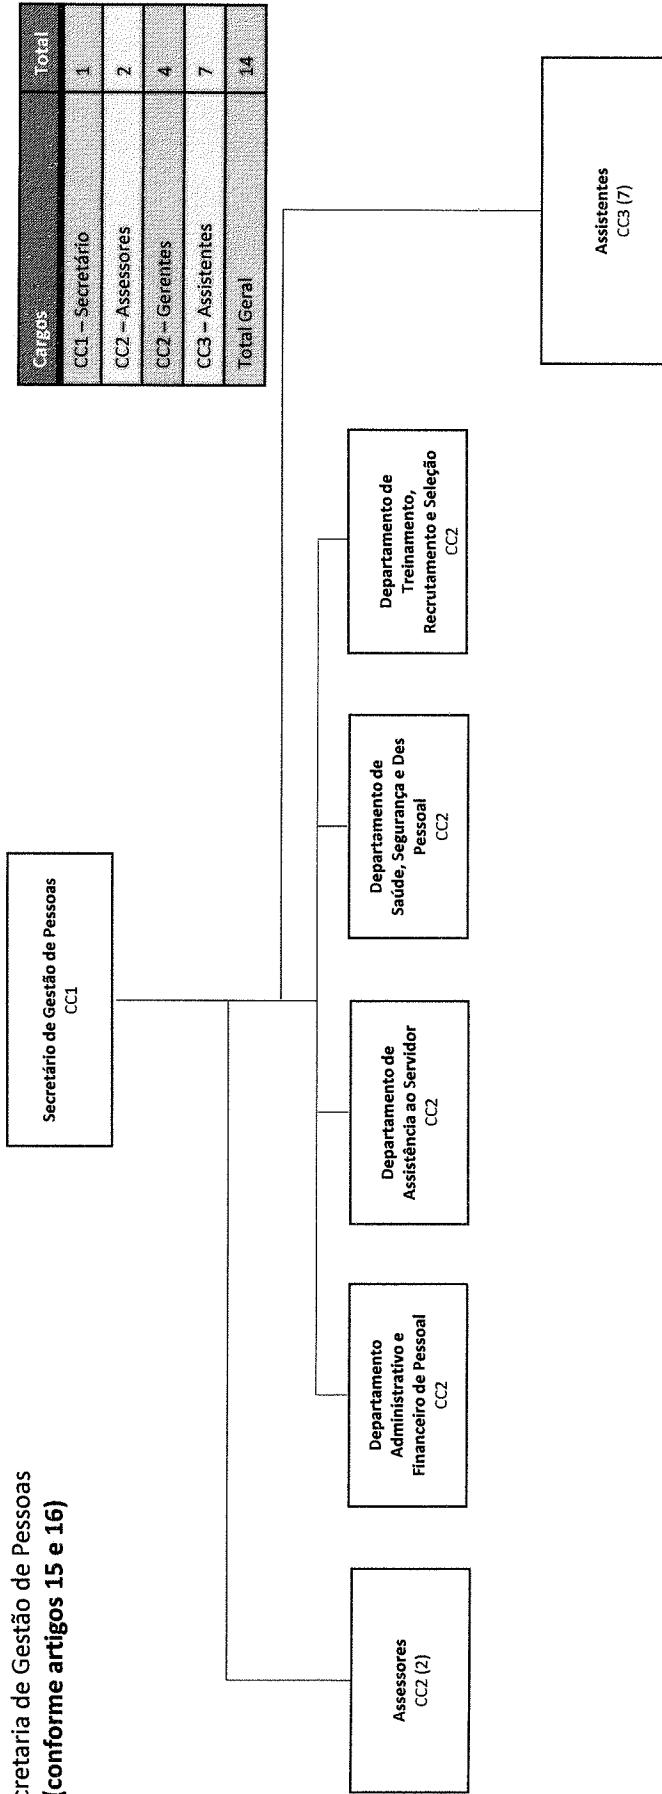 cretaria de Gestão de Pessoas
(conforme artigos 15 e 16)
Cargos Total
CC1 – Secretário 1
CC2 – Assessores 2
CC2 – Gerentes 4
CC3 – Assistentes 7
Total Geral 14
Secretário de Gestão de Pessoas
CC1
Assessores
CC2 (2)
Departamento
Administrativo e
Financeiro de Pessoal
CC2
Departamento de
Assistência ao Servidor
CC2
Departamento de
Saúde, Segurança e Des
Pessoal
CC2
Departamento de
Treinamento,
Recrutamento e Seleção
CC2
Assistentes
CC3 (7)